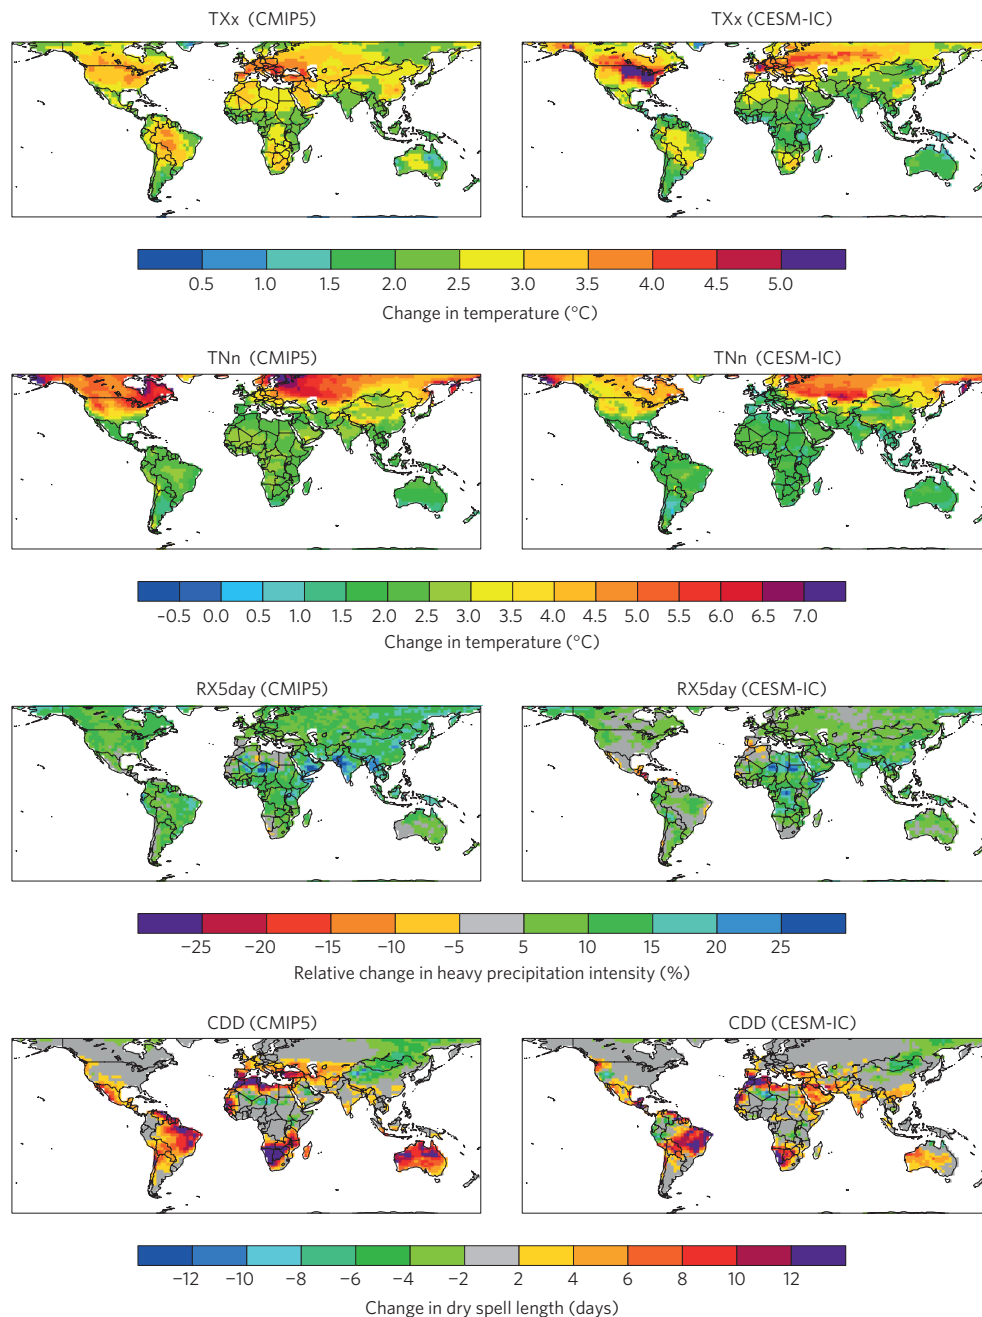 TXx (CMIP5) TXx (CESM-IC)
0.5 1.0 1.5 2.0 2.5 3.0 3.5 4.0 4.5 5.0
Change in temperature (°C)
TNn (CMIP5) TNn (CESM-IC)
−0.5 0.0 0.5 1.0 1.5 2.0 2.5 3.0 3.5 4.0 4.5 5.0 5.5 6.0 6.5 7.0
Change in temperature (°C)
RX5day (CMIP5) RX5day (CESM-IC)
−25 −20 −15 −10 −5 5 10 15 20 25
Relative change in heavy precipitation intensity (%)
CDD (CMIP5) CDD (CESM-IC)
−12 −10 −8 −6 −4 −2 2 4 6 8 10 12
Change in dry spell length (days)